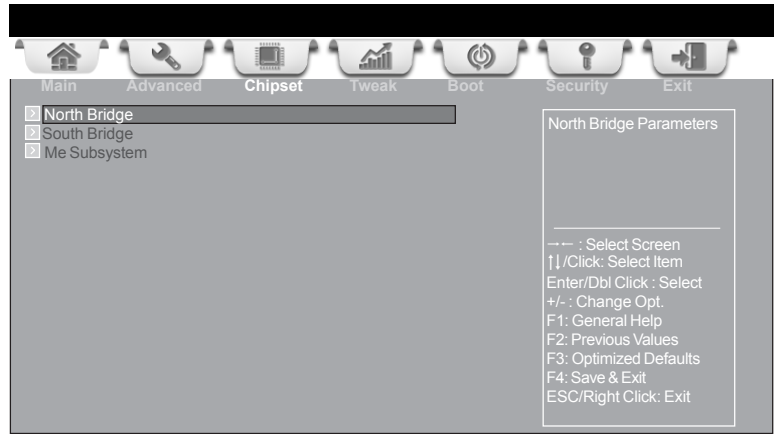 Main Advanced Chipset Tweak Boot Security Exit
North Bridge
South Bridge
Me Subsystem
North Bridge Parameters
→← : Select Screen
↑↓/Click: Select Item
Enter/Dbl Click : Select
+/- : Change Opt.
F1: General Help
F2: Previous Values
F3: Optimized Defaults
F4: Save & Exit
ESC/Right Click: Exit